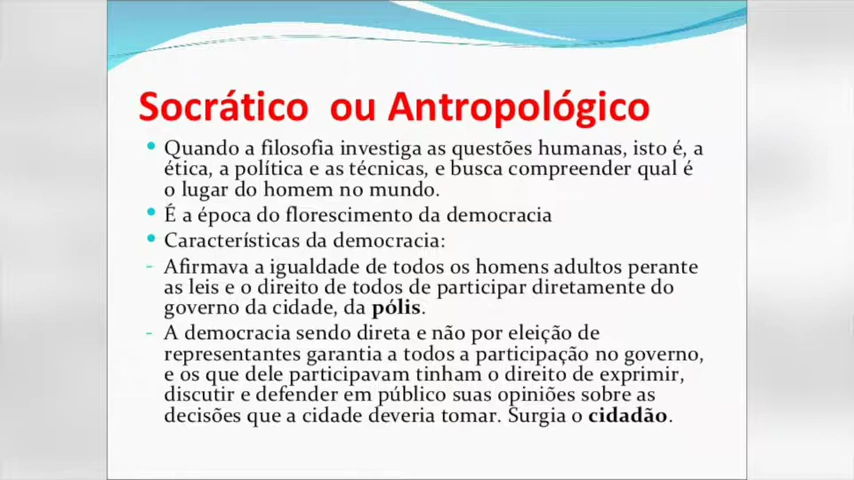 Socrático ou Antropológico
• Quando a filosofia investiga as questões humanas, isto é, a
ética, a política e as técnicas, e busca compreender qual é
o lugar do homem no mundo.
• É a época do florescimento da democracia
• Características da democracia:
- Afirmava a igualdade de todos os homens adultos perante
as leis e o direito de todos de participar diretamente do
governo da cidade, da pólis.
- A democracia sendo direta e não por eleição de
representantes garantia a todos a participação no governo,
e os que dele participavam tinham o direito de exprimir,
discutir e defender em público suas opiniões sobre as
decisões que a cidade deveria tomar. Surgia o cidadão.